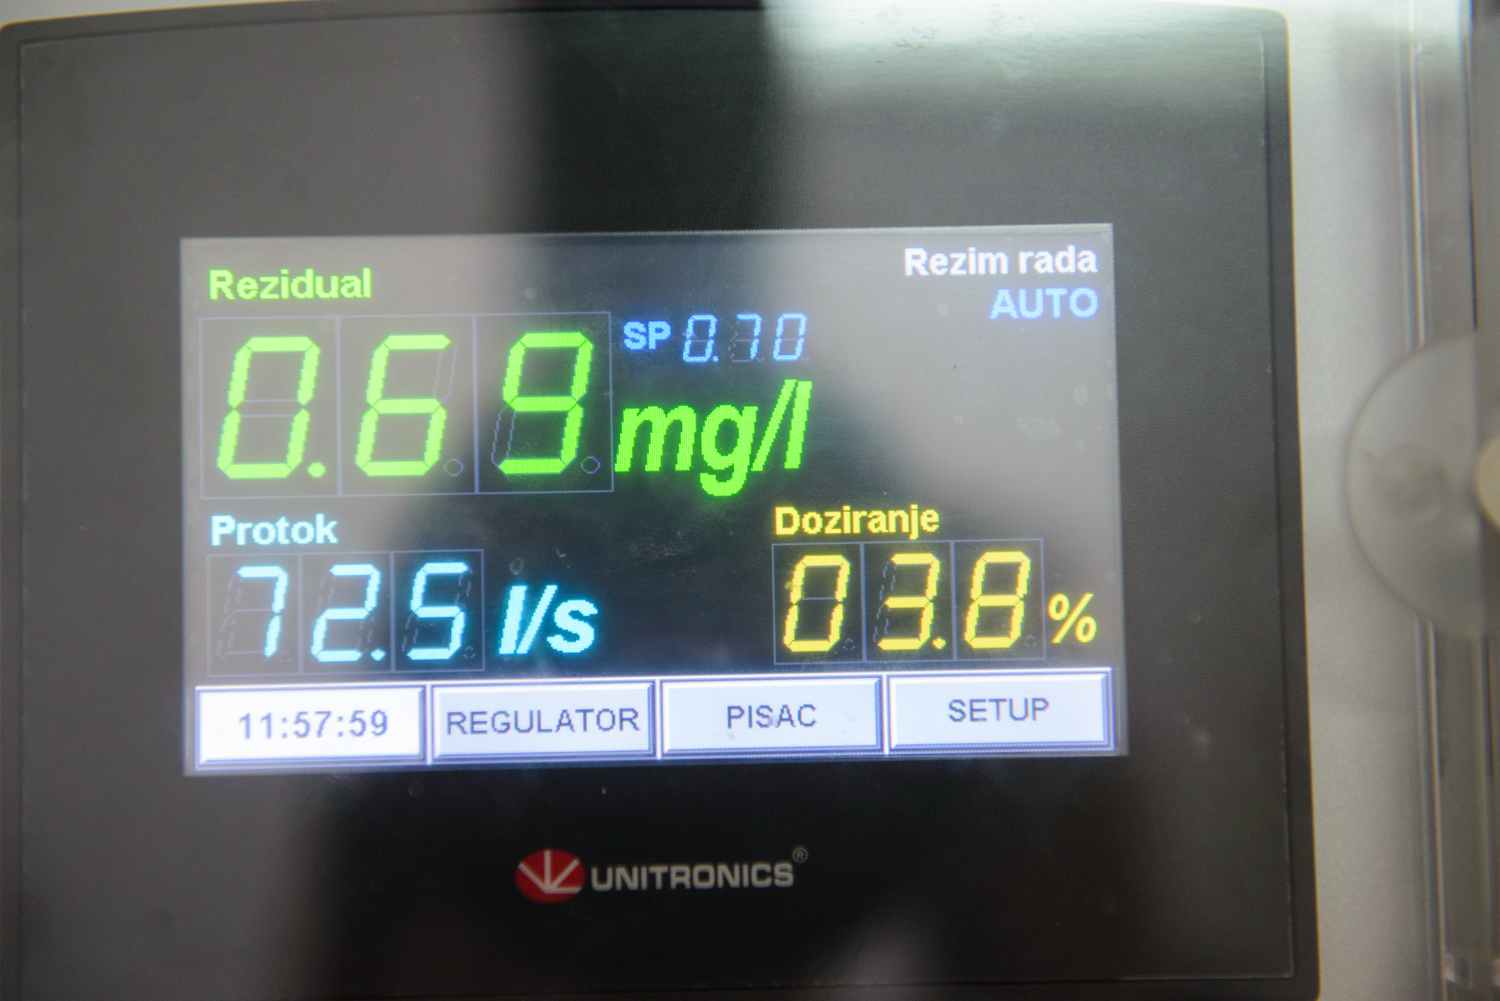 Rezidual
Rezim rada
AUTO
SP 0.70
0.69 mg/l
Protok
Doziranje
72.5 l/s
03.8 %
11:57:59
REGULATOR
PISAC
SETUP
UNITRONICS®